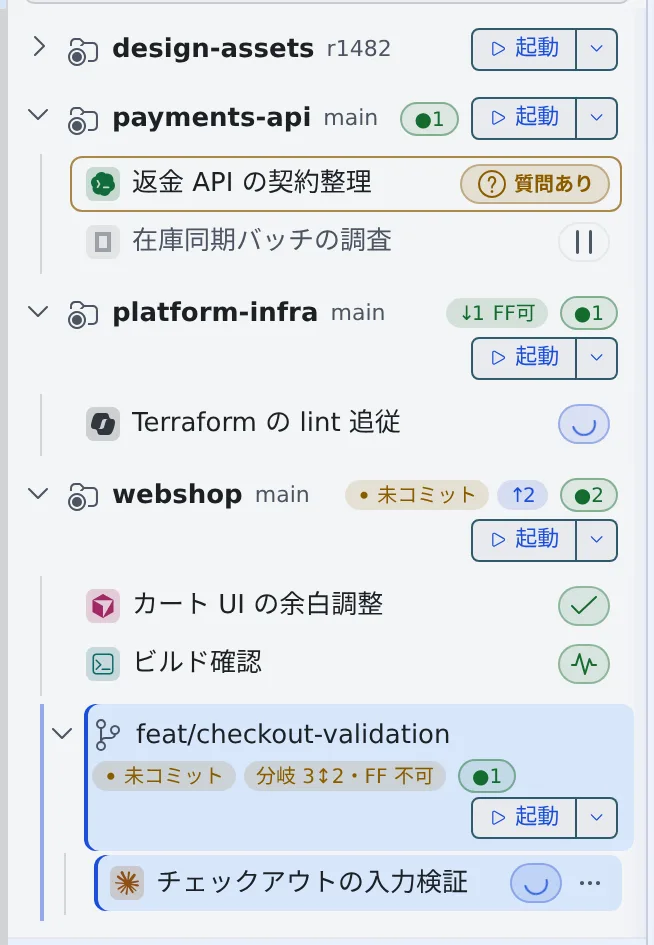 design-assets r1482 起動
payments-api main ●1 起動
返金 API の契約整理 質問あり
在庫同期バッチの調査
platform-infra main ↓1 FF可 ●1
起動
Terraform の lint 追従
webshop main • 未コミット ↑2 ●2
起動
カート UI の余白調整
ビルド確認
feat/checkout-validation
• 未コミット 分岐 3↕2・FF 不可 ●1
起動
チェックアウトの入力検証 …